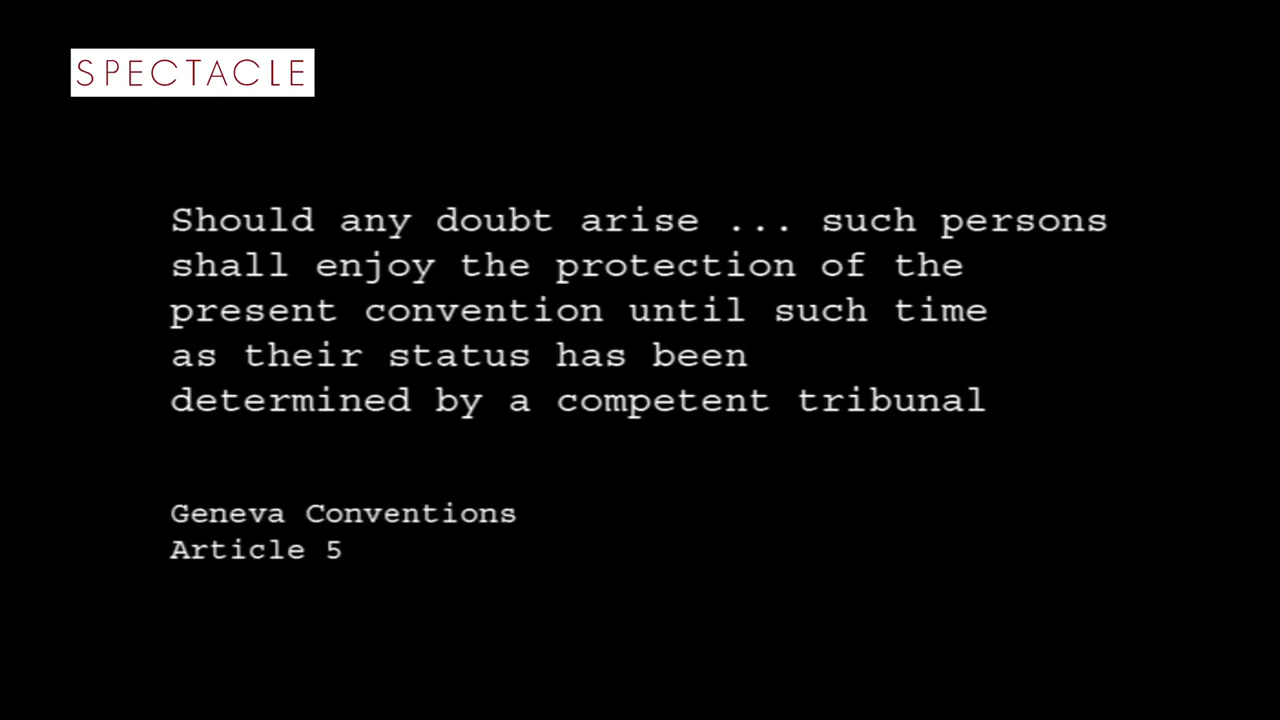 SPECTACLE
Should any doubt arise ... such persons
shall enjoy the protection of the
present convention until such time
as their status has been
determined by a competent tribunal
Geneva Conventions
Article 5